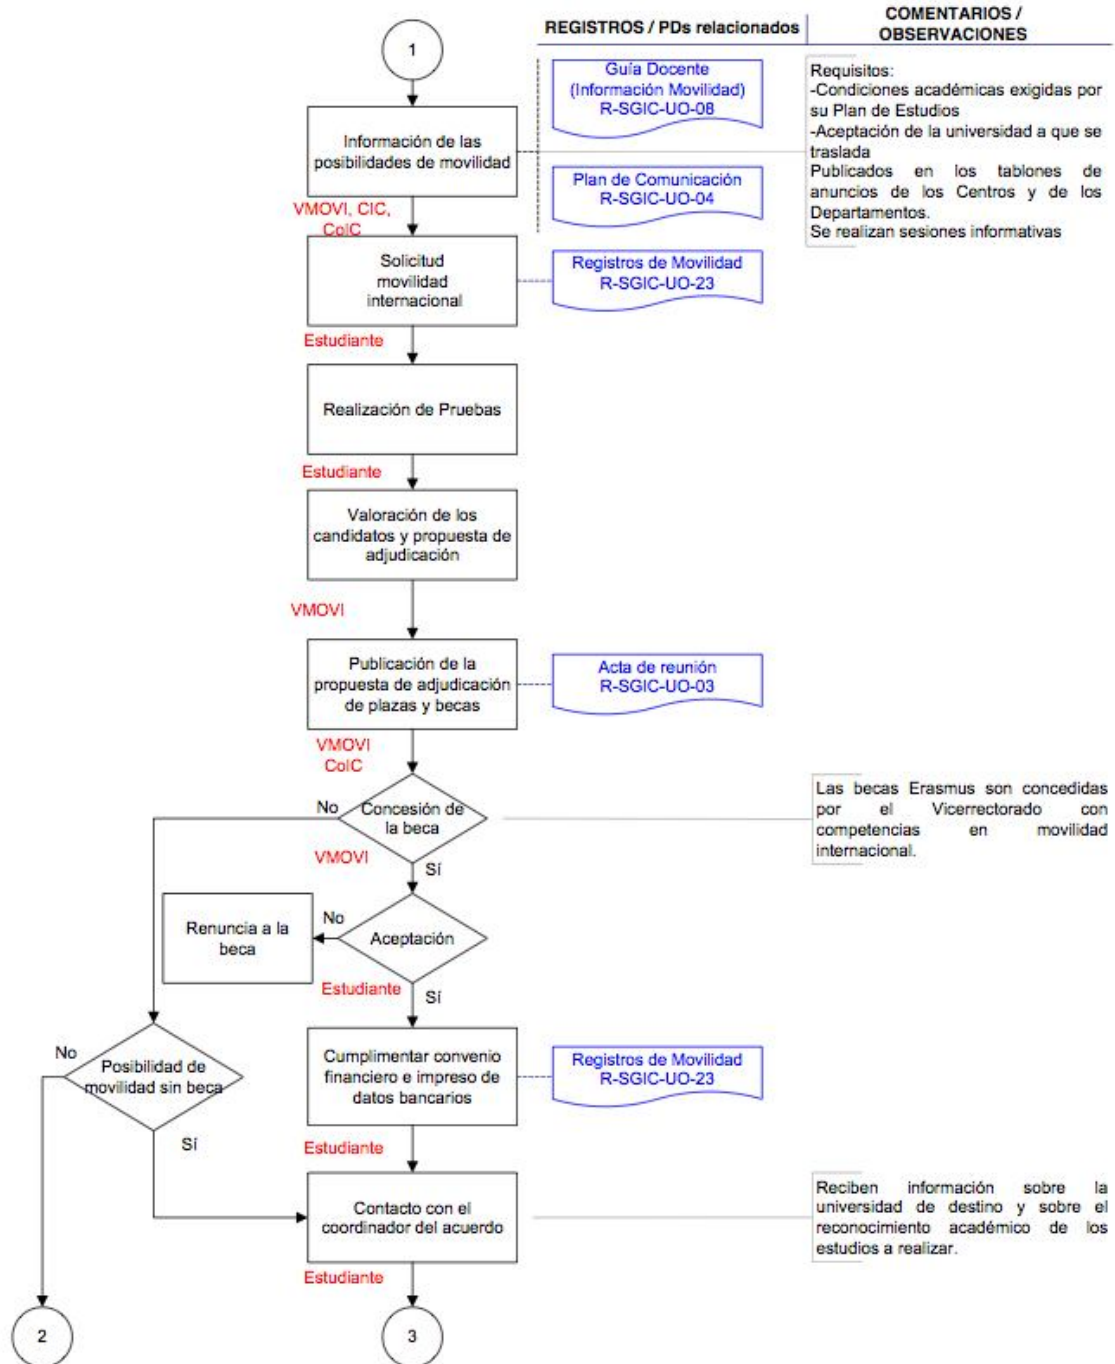 REGISTROS / PDs relacionados
COMENTARIOS /
OBSERVACIONES
1
Guía Docente
(Información Movilidad)
R-SGIC-UO-08
Requisitos:
-Condiciones académicas exigidas por
su Plan de Estudios
-Aceptación de la universidad a que se
traslada
Publicados en los tablones de
anuncios de los Centros y de los
Departamentos.
Se realizan sesiones informativas
Información de las
posibilidades de movilidad
Plan de Comunicación
R-SGIC-UO-04
VMOVI, CIC,
CoIC
Solicitud
movilidad
internacional
Registros de Movilidad
R-SGIC-UO-23
Estudiante
Realización de Pruebas
Estudiante
Valoración de los
candidatos y propuesta de
adjudicación
VMOVI
Publicación de la
propuesta de adjudicación
de plazas y becas
Acta de reunión
R-SGIC-UO-03
VMOVI
CoIC
No
Concesión de
la beca
Las becas Erasmus son concedidas
por el Vicerrectorado con
competencias en movilidad
internacional.
VMOVI
Sí
Renuncia a la
beca
No
Aceptación
Estudiante
Sí
No
Posibilidad de
movilidad sin beca
Cumplimentar convenio
financiero e impreso de
datos bancarios
Registros de Movilidad
R-SGIC-UO-23
Sí
Estudiante
Contacto con el
coordinador del acuerdo
Reciben información sobre la
universidad de destino y sobre el
reconocimiento académico de los
estudios a realizar.
Estudiante
2
3